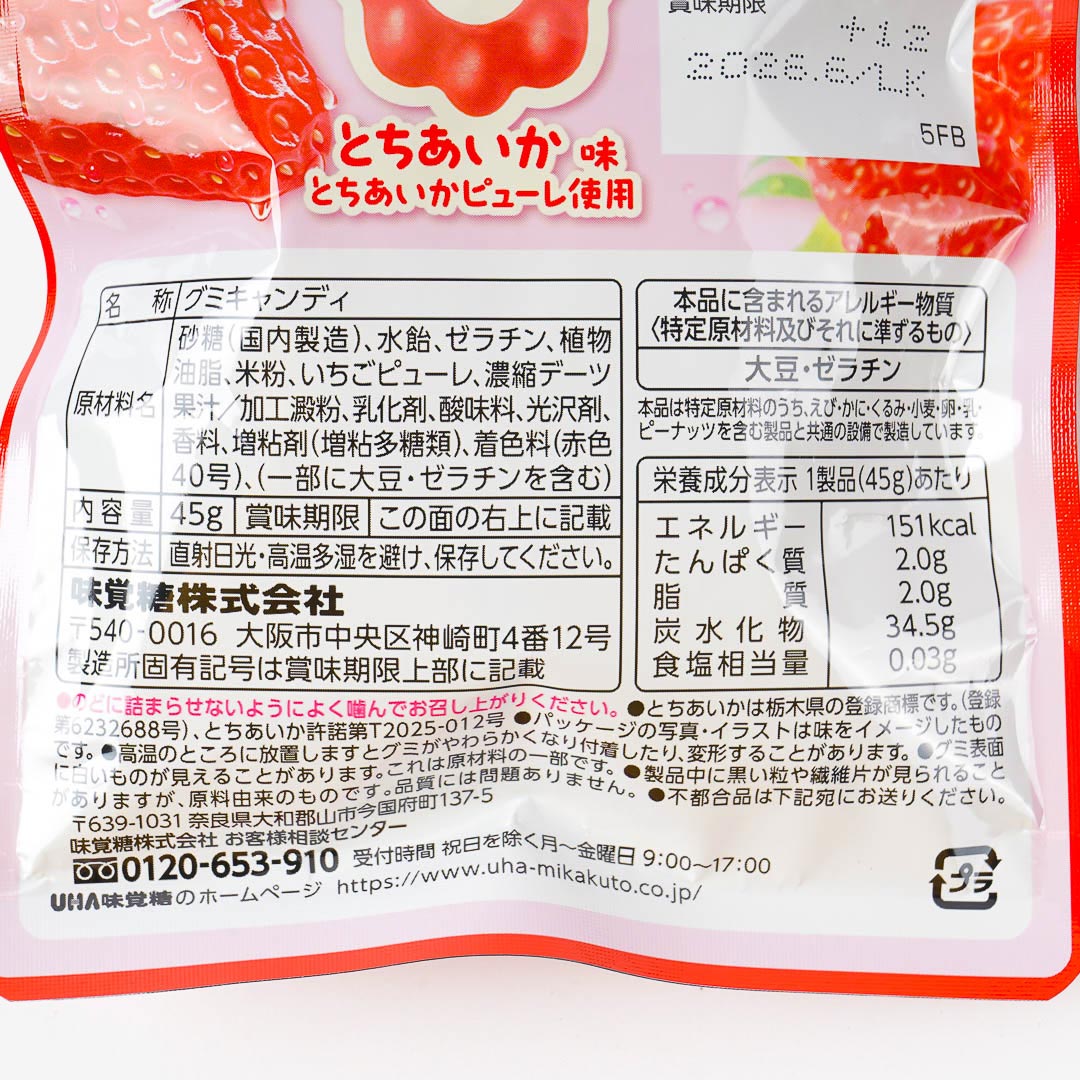 賞味期限
+12
2026.6/LK
5FB
とちあいか 味
とちあいかピューレ使用
名 称 グミキャンディ
原材料名 砂糖(国内製造)、水飴、ゼラチン、植物
油脂、米粉、いちごピューレ、濃縮デーツ
果汁/加工澱粉、乳化剤、酸味料、光沢剤、
香料、増粘剤(増粘多糖類)、着色料(赤色
40号)、(一部に大豆・ゼラチンを含む)
内容量 45g 賞味期限 この面の右上に記載
保存方法 直射日光・高温多湿を避け、保存してください。
味覚糖株式会社
〒540-0016 大阪市中央区神崎町4番12号
製造所固有記号は賞味期限上部に記載
本品に含まれるアレルギー物質
〈特定原材料及びそれに準ずるもの〉
大豆・ゼラチン
本品は特定原材料のうち、えび・かに・くるみ・小麦・卵・乳・
ピーナッツを含む製品と共通の設備で製造しています。
栄養成分表示 1製品(45g)あたり
エネルギー 151kcal
たんぱく質 2.0g
脂質 2.0g
炭水化物 34.5g
食塩相当量 0.03g
●のどに詰まらせないようによく噛んでお召し上がりください。 ●とちあいかは栃木県の登録商標です。(登録
第6232688号)、とちあいか許諾第T2025-012号 ●パッケージの写真・イラストは味をイメージしたもの
です。 ●高温のところに放置しますとグミがやわらかくなり付着したり、変形することがあります。 ●グミ表面
に白いものが見えることがあります。これは原材料の一部です。 ●製品中に黒い粒や繊維片が見られること
がありますが、原料由来のものです。品質には問題ありません。 ●不都合品は下記宛にお送りください。
〒639-1031 奈良県大和郡山市今国府町137-5
味覚糖株式会社 お客様相談センター
0120-653-910 受付時間 祝日を除く月〜金曜日 9:00〜17:00
UHA味覚糖のホームページ https://www.uha-mikakuto.co.jp/
プラ